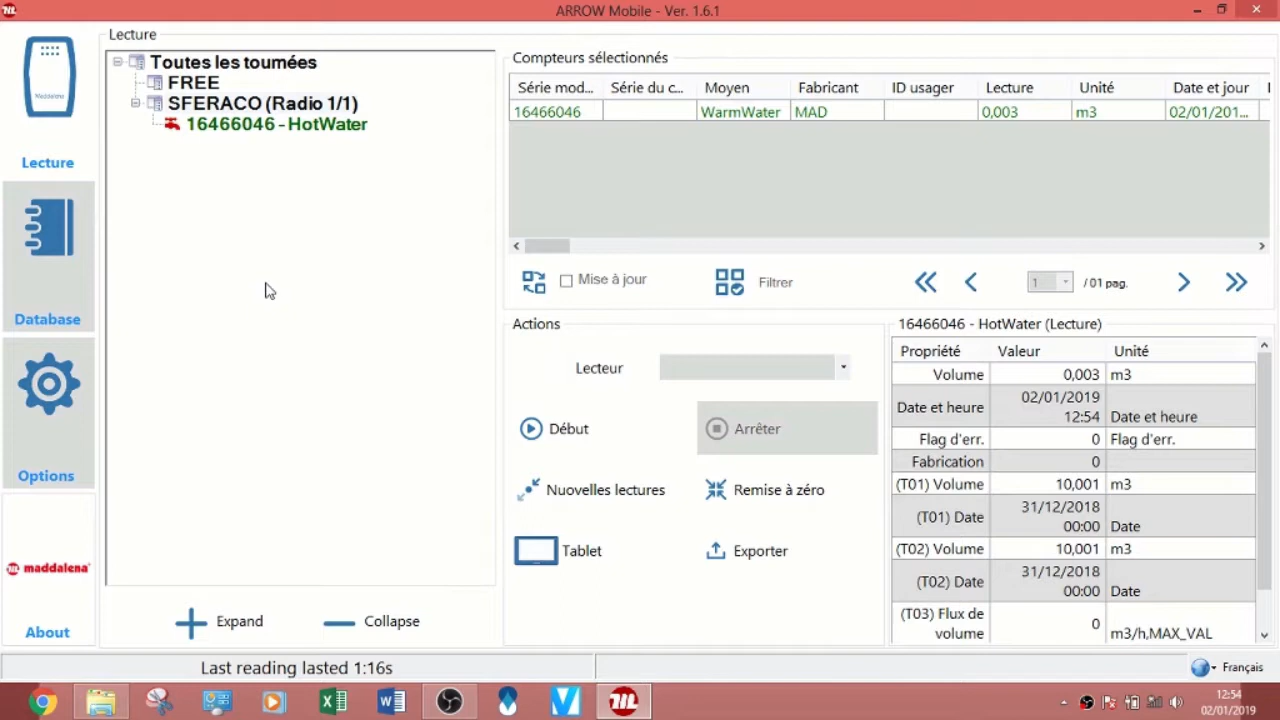 ARROW Mobile - Ver. 1.6.1
Lecture
Maddalena
Lecture
Database
Options
maddalena
About
Toutes les tournées
FREE
SFERACO (Radio 1/1)
16466046 - HotWater
Expand
Collapse
Compteurs sélectionnés
Série mod... Série du c... Moyen Fabricant ID usager Lecture Unité Date et jour
16466046 WarmWater MAD 0,003 m3 02/01/201...
Mise à jour
Filtrer
1
/ 01 pag.
Actions
Lecteur
Début
Arrêter
Nuovelles lectures
Remise à zéro
Tablet
Exporter
16466046 - HotWater (Lecture)
Propriété Valeur Unité
Volume 0,003 m3
Date et heure 02/01/2019 12:54 Date et heure
Flag d'err. 0 Flag d'err.
Fabrication 0
(T01) Volume 10,001 m3
(T01) Date 31/12/2018 00:00 Date
(T02) Volume 10,001 m3
(T02) Date 31/12/2018 00:00 Date
(T03) Flux de volume 0 m3/h,MAX_VAL
Last reading lasted 1:16s
Français
12:54
02/01/2019